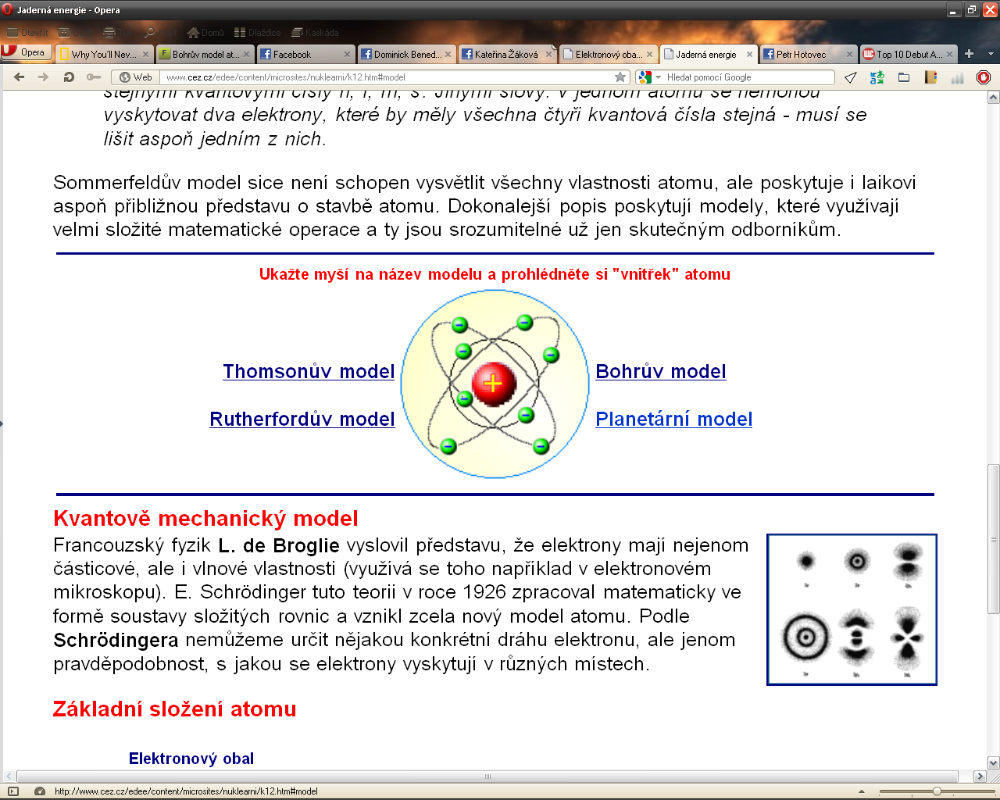 Jaderná energie - Opera
Otevřít
Domů
Dlaždice
Kaskáda
Opera
Why You´ll Nev...
Bohrův model at...
Facebook
Dominick Bened...
Kateřina Žáková
Elektronový oba...
Jaderná energie
Petr Hotovec
Top 10 Debut A...
Web
www.cez.cz/edee/content/microsites/nuklearni/k12.htm#model
Hledat pomocí Google
stejnými kvantovými čísly n, l, m, s. Jinými slovy: v jednom atomu se nemohou
vyskytovat dva elektrony, které by měly všechna čtyři kvantová čísla stejná - musí se
lišit aspoň jedním z nich.
Sommerfeldův model sice není schopen vysvětlit všechny vlastnosti atomu, ale poskytuje i laikovi
aspoň přibližnou představu o stavbě atomu. Dokonalejší popis poskytují modely, které využívají
velmi složité matematické operace a ty jsou srozumitelné už jen skutečným odborníkům.
Ukažte myší na název modelu a prohlédněte si "vnitřek" atomu
Thomsonův model
Bohrův model
Rutherfordův model
Planetární model
Kvantově mechanický model
Francouzský fyzik L. de Broglie vyslovil představu, že elektrony mají nejenom
částicové, ale i vlnové vlastnosti (využívá se toho například v elektronovém
mikroskopu). E. Schrödinger tuto teorii v roce 1926 zpracoval matematicky ve
formě soustavy složitých rovnic a vznikl zcela nový model atomu. Podle
Schrödingera nemůžeme určit nějakou konkrétní dráhu elektronu, ale jenom
pravděpodobnost, s jakou se elektrony vyskytují v různých místech.
Základní složení atomu
Elektronový obal
http://www.cez.cz/edee/content/microsites/nuklearni/k12.htm#model